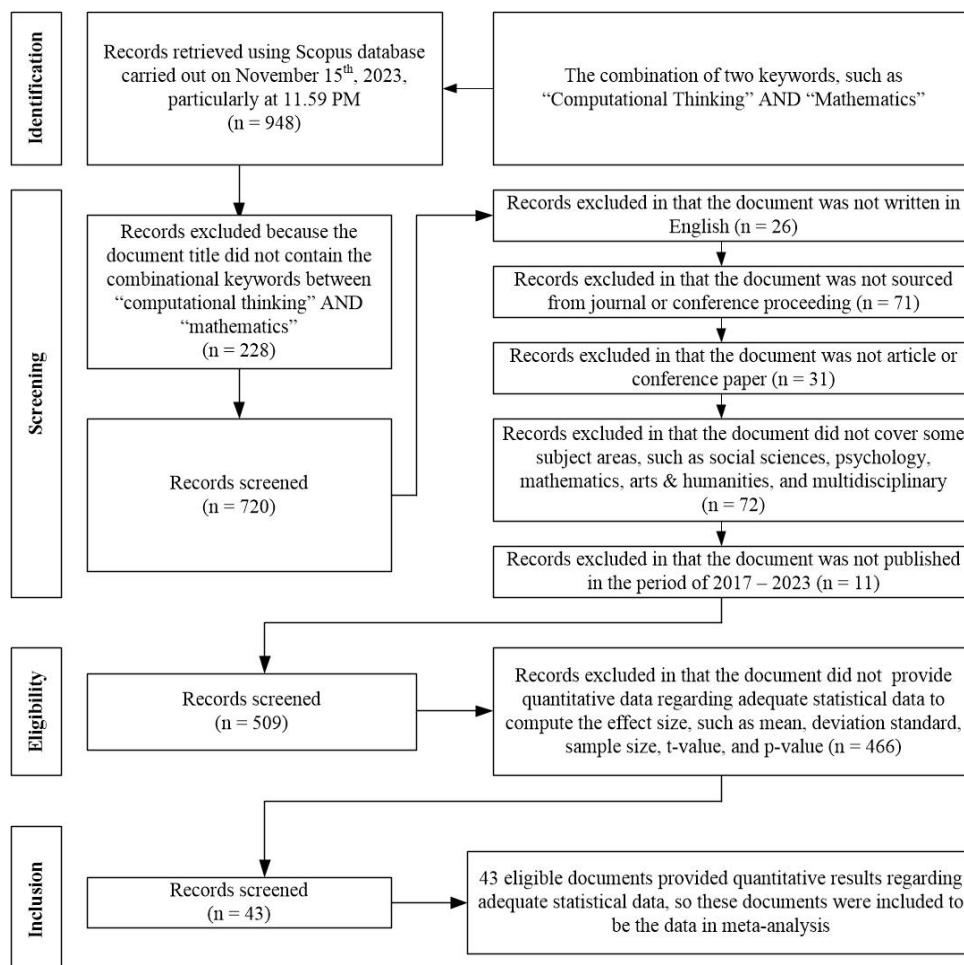 Identification
Records retrieved using Scopus database
carried out on November 15th, 2023,
particularly at 11.59 PM
(n = 948)
The combination of two keywords, such as
“Computational Thinking” AND “Mathematics”
Screening
Records excluded because the
document title did not contain the
combinational keywords between
“computational thinking” AND
“mathematics”
(n = 228)
Records screened
(n = 720)
Records excluded in that the document was not written in
English (n = 26)
Records excluded in that the document was not sourced
from journal or conference proceeding (n = 71)
Records excluded in that the document was not article or
conference paper (n = 31)
Records excluded in that the document did not cover some
subject areas, such as social sciences, psychology,
mathematics, arts & humanities, and multidisciplinary
(n = 72)
Records excluded in that the document was not published
in the period of 2017 – 2023 (n = 11)
Eligibility
Records screened
(n = 509)
Records excluded in that the document did not provide
quantitative data regarding adequate statistical data to
compute the effect size, such as mean, deviation standard,
sample size, t-value, and p-value (n = 466)
Inclusion
Records screened
(n = 43)
43 eligible documents provided quantitative results regarding
adequate statistical data, so these documents were included to
be the data in meta-analysis